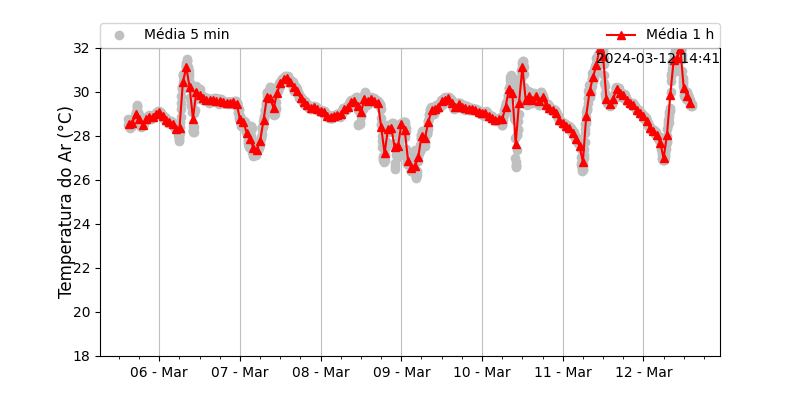 Média 5 min
Média 1 h
2024-03-12 14:41
Temperatura do Ar (°C)
32
30
28
26
24
22
20
18
06 - Mar
07 - Mar
08 - Mar
09 - Mar
10 - Mar
11 - Mar
12 - Mar